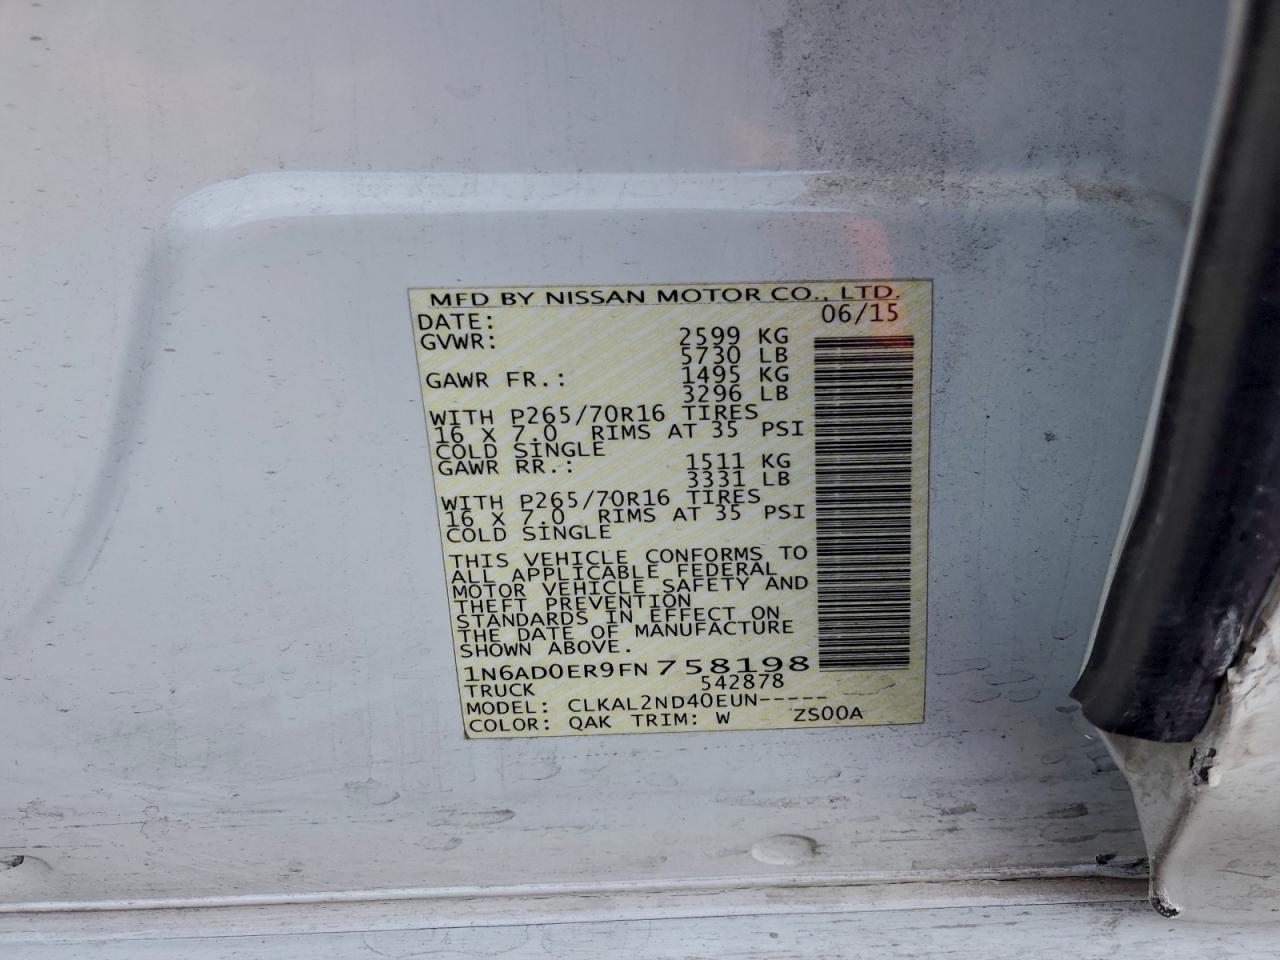 MFD BY NISSAN MOTOR CO., LTD.
DATE: 06/15
GVWR: 2599 KG
5730 LB
GAWR FR.: 1495 KG
3296 LB
WITH P265/70R16 TIRES
16 X 7.0 RIMS AT 35 PSI
COLD SINGLE
GAWR RR.: 1511 KG
3331 LB
WITH P265/70R16 TIRES
16 X 7.0 RIMS AT 35 PSI
COLD SINGLE
THIS VEHICLE CONFORMS TO
ALL APPLICABLE FEDERAL
MOTOR VEHICLE SAFETY AND
THEFT PREVENTION
STANDARDS IN EFFECT ON
THE DATE OF MANUFACTURE
SHOWN ABOVE.
1N6AD0ER9FN758198
TRUCK 542878
MODEL: CLKAL2ND40EUN-----
COLOR: QAK TRIM: W ZS00A